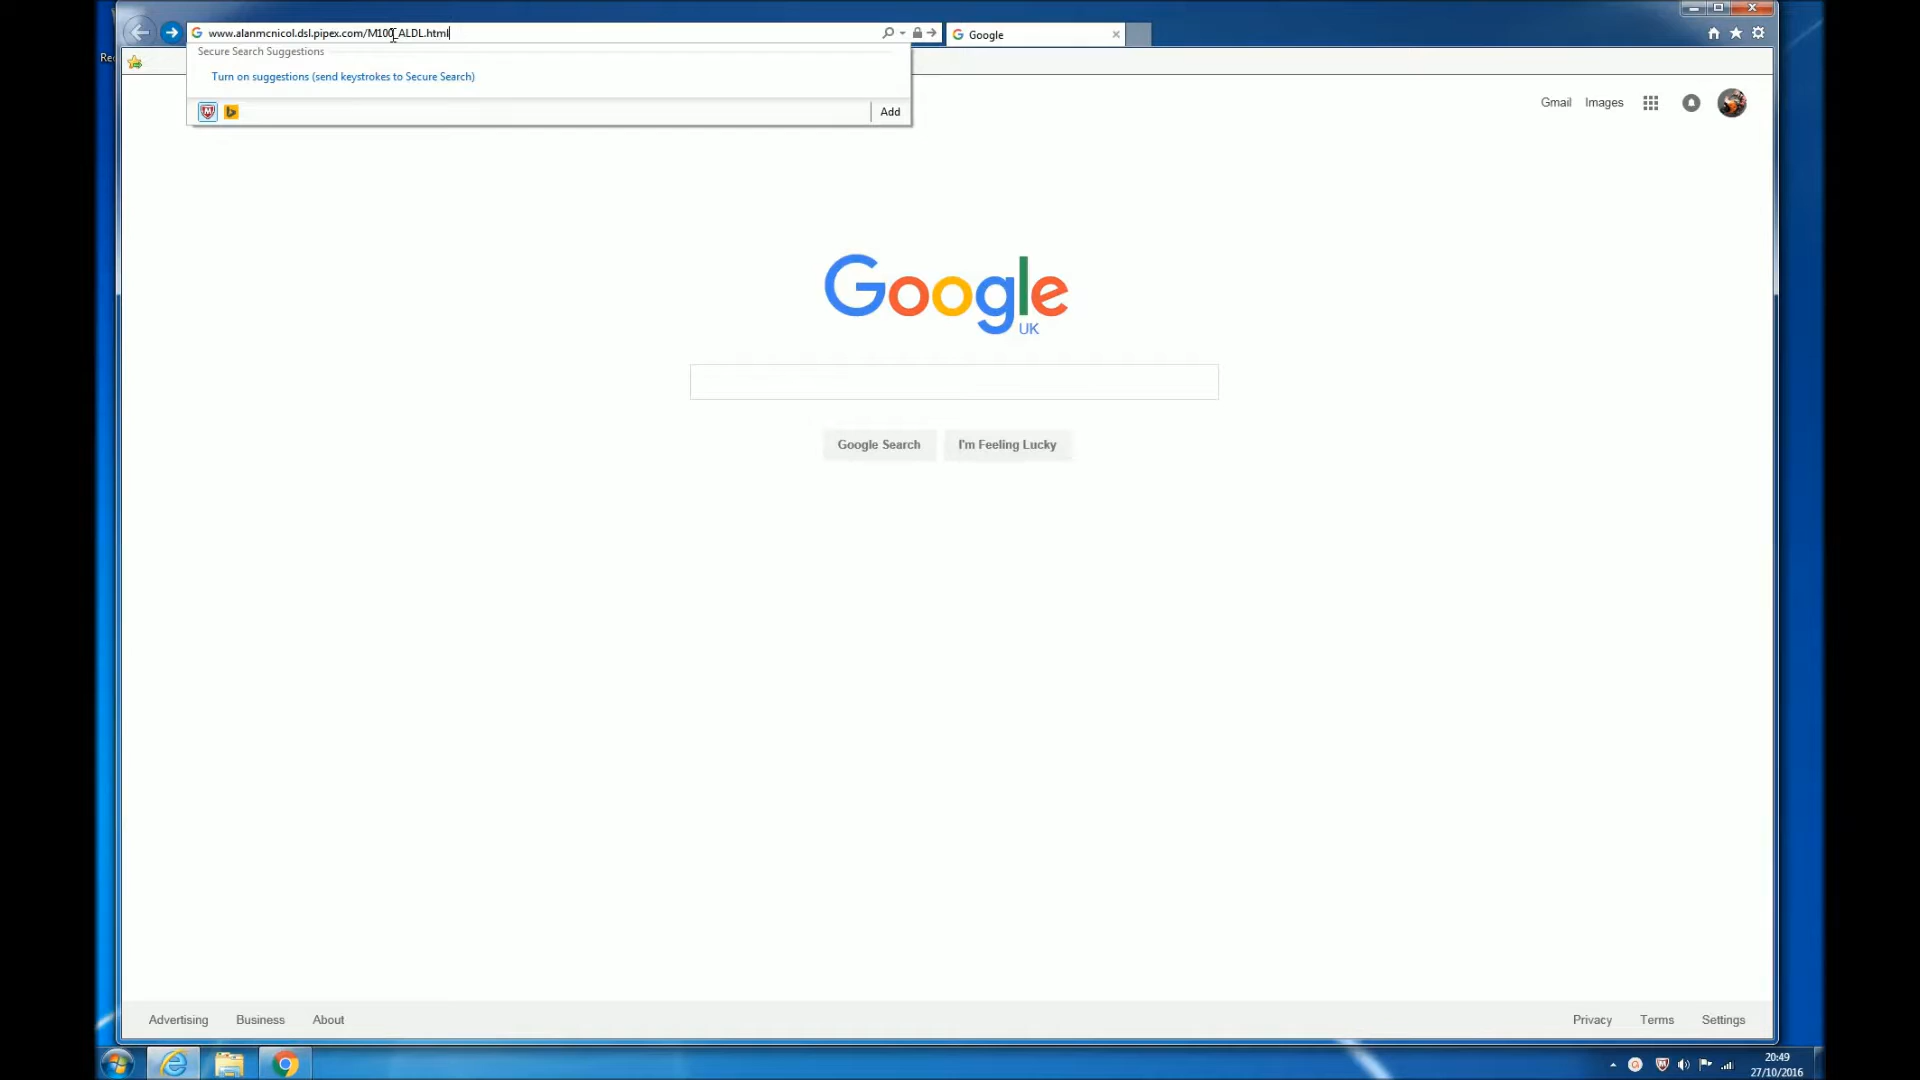 www.alanmcnicol.dsl.pipex.com/M100_ALDL.html
Google
Secure Search Suggestions
Turn on suggestions (send keystrokes to Secure Search)
Add
Gmail
Images
Google
UK
Google Search
I'm Feeling Lucky
Advertising
Business
About
Privacy
Terms
Settings
20:49
27/10/2016